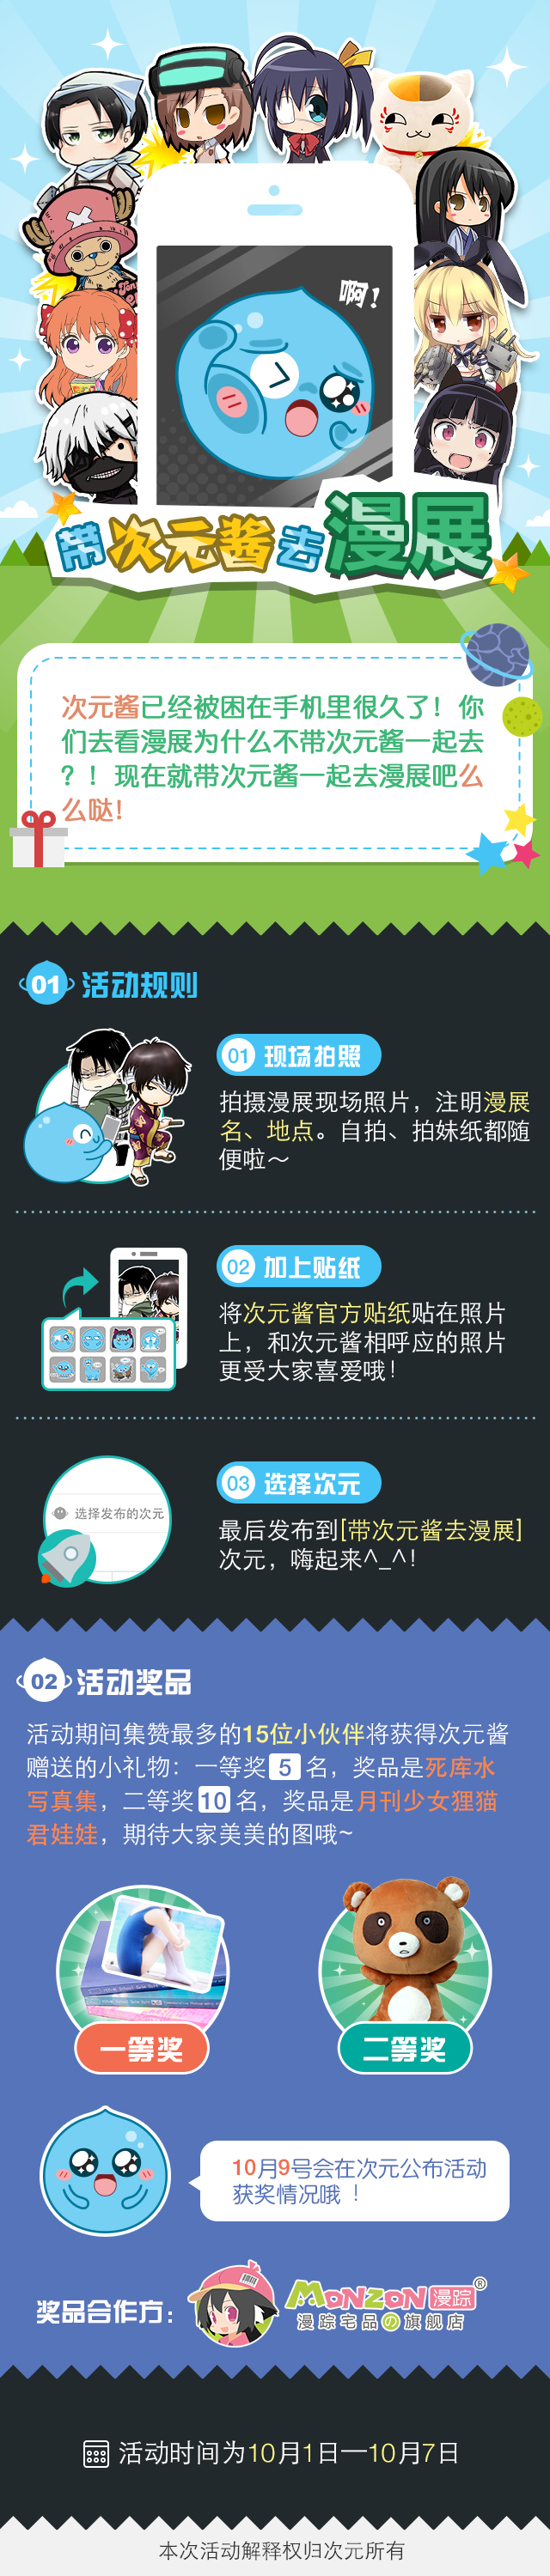 啊!
带次元酱去漫展
次元酱已经被困在手机里很久了！你
们去看漫展为什么不带次元酱一起去
？！现在就带次元酱一起去漫展吧么
么哒！
01 活动规则
01 现场拍照
拍摄漫展现场照片，注明漫展
名、地点。自拍、拍妹纸都随
便啦～
02 加上贴纸
将次元酱官方贴纸贴在照片
上，和次元酱相呼应的照片
更受大家喜爱哦！
03 选择次元
选择发布的次元
最后发布到[带次元酱去漫展]
次元，嗨起来^_^！
02 活动奖品
活动期间集赞最多的15位小伙伴将获得次元酱
赠送的小礼物：一等奖 5 名，奖品是死库水
写真集，二等奖 10 名，奖品是月刊少女狸猫
君娃娃，期待大家美美的图哦~
一等奖
二等奖
10月9号会在次元公布活动
获奖情况哦 ！
奖品合作方：
MONZON 漫踪®
漫踪宅品の旗舰店
活动时间为10月1日—10月7日
本次活动解释权归次元所有